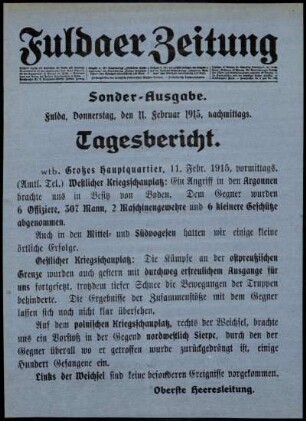 Fuldaer Zeitung
Sonder-Ausgabe.
Fulda, Donnerstag, den 11. Februar 1915, nachmittags.
Tagesbericht.
wtb. Großes Hauptquartier, 11. Febr. 1915, vormittags.
(Amtl. Tel.) Westlicher Kriegsschauplatz: Ein Angriff in den Argonnen
brachte uns in Besitz von Boden. Dem Gegner wurden
6 Offiziere, 307 Mann, 2 Maschinengewehre und 6 kleinere Geschütze
abgenommen.
Auch in den Mittel- und Südvogesen hatten wir einige kleine
örtliche Erfolge.
Oestlicher Kriegsschauplatz: Die Kämpfe an der ostpreußischen
Grenze wurden auch gestern mit durchweg erfreulichem Ausgange für
uns fortgesetzt, trotzdem tiefer Schnee die Bewegungen der Truppen
behinderte. Die Ergebnisse der Zusammenstöße mit dem Gegner
lassen sich noch nicht klar übersehen.
Auf dem polnischen Kriegsschauplatz, rechts der Weichsel, brachte
uns ein Vorstoß in der Gegend nordwestlich Sierpc, durch den der
Gegner überall wo er getroffen wurde zurückgedrängt ist, einige
Hundert Gefangene ein.
Links der Weichsel sind keine besonderen Ereignisse vorgekommen.
Oberste Heeresleitung.